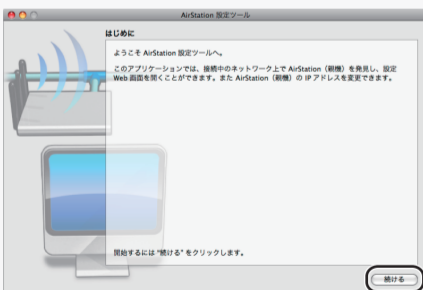 AirStation 設定ツール
はじめに
ようこそ AirStation 設定ツールへ。
このアプリケーションでは、接続中のネットワーク上で AirStation（親機）を発見し、設定
Web 画面を開くことができます。また AirStation（親機）の IP アドレスを変更できます。
開始するには “続ける” をクリックします。
続ける